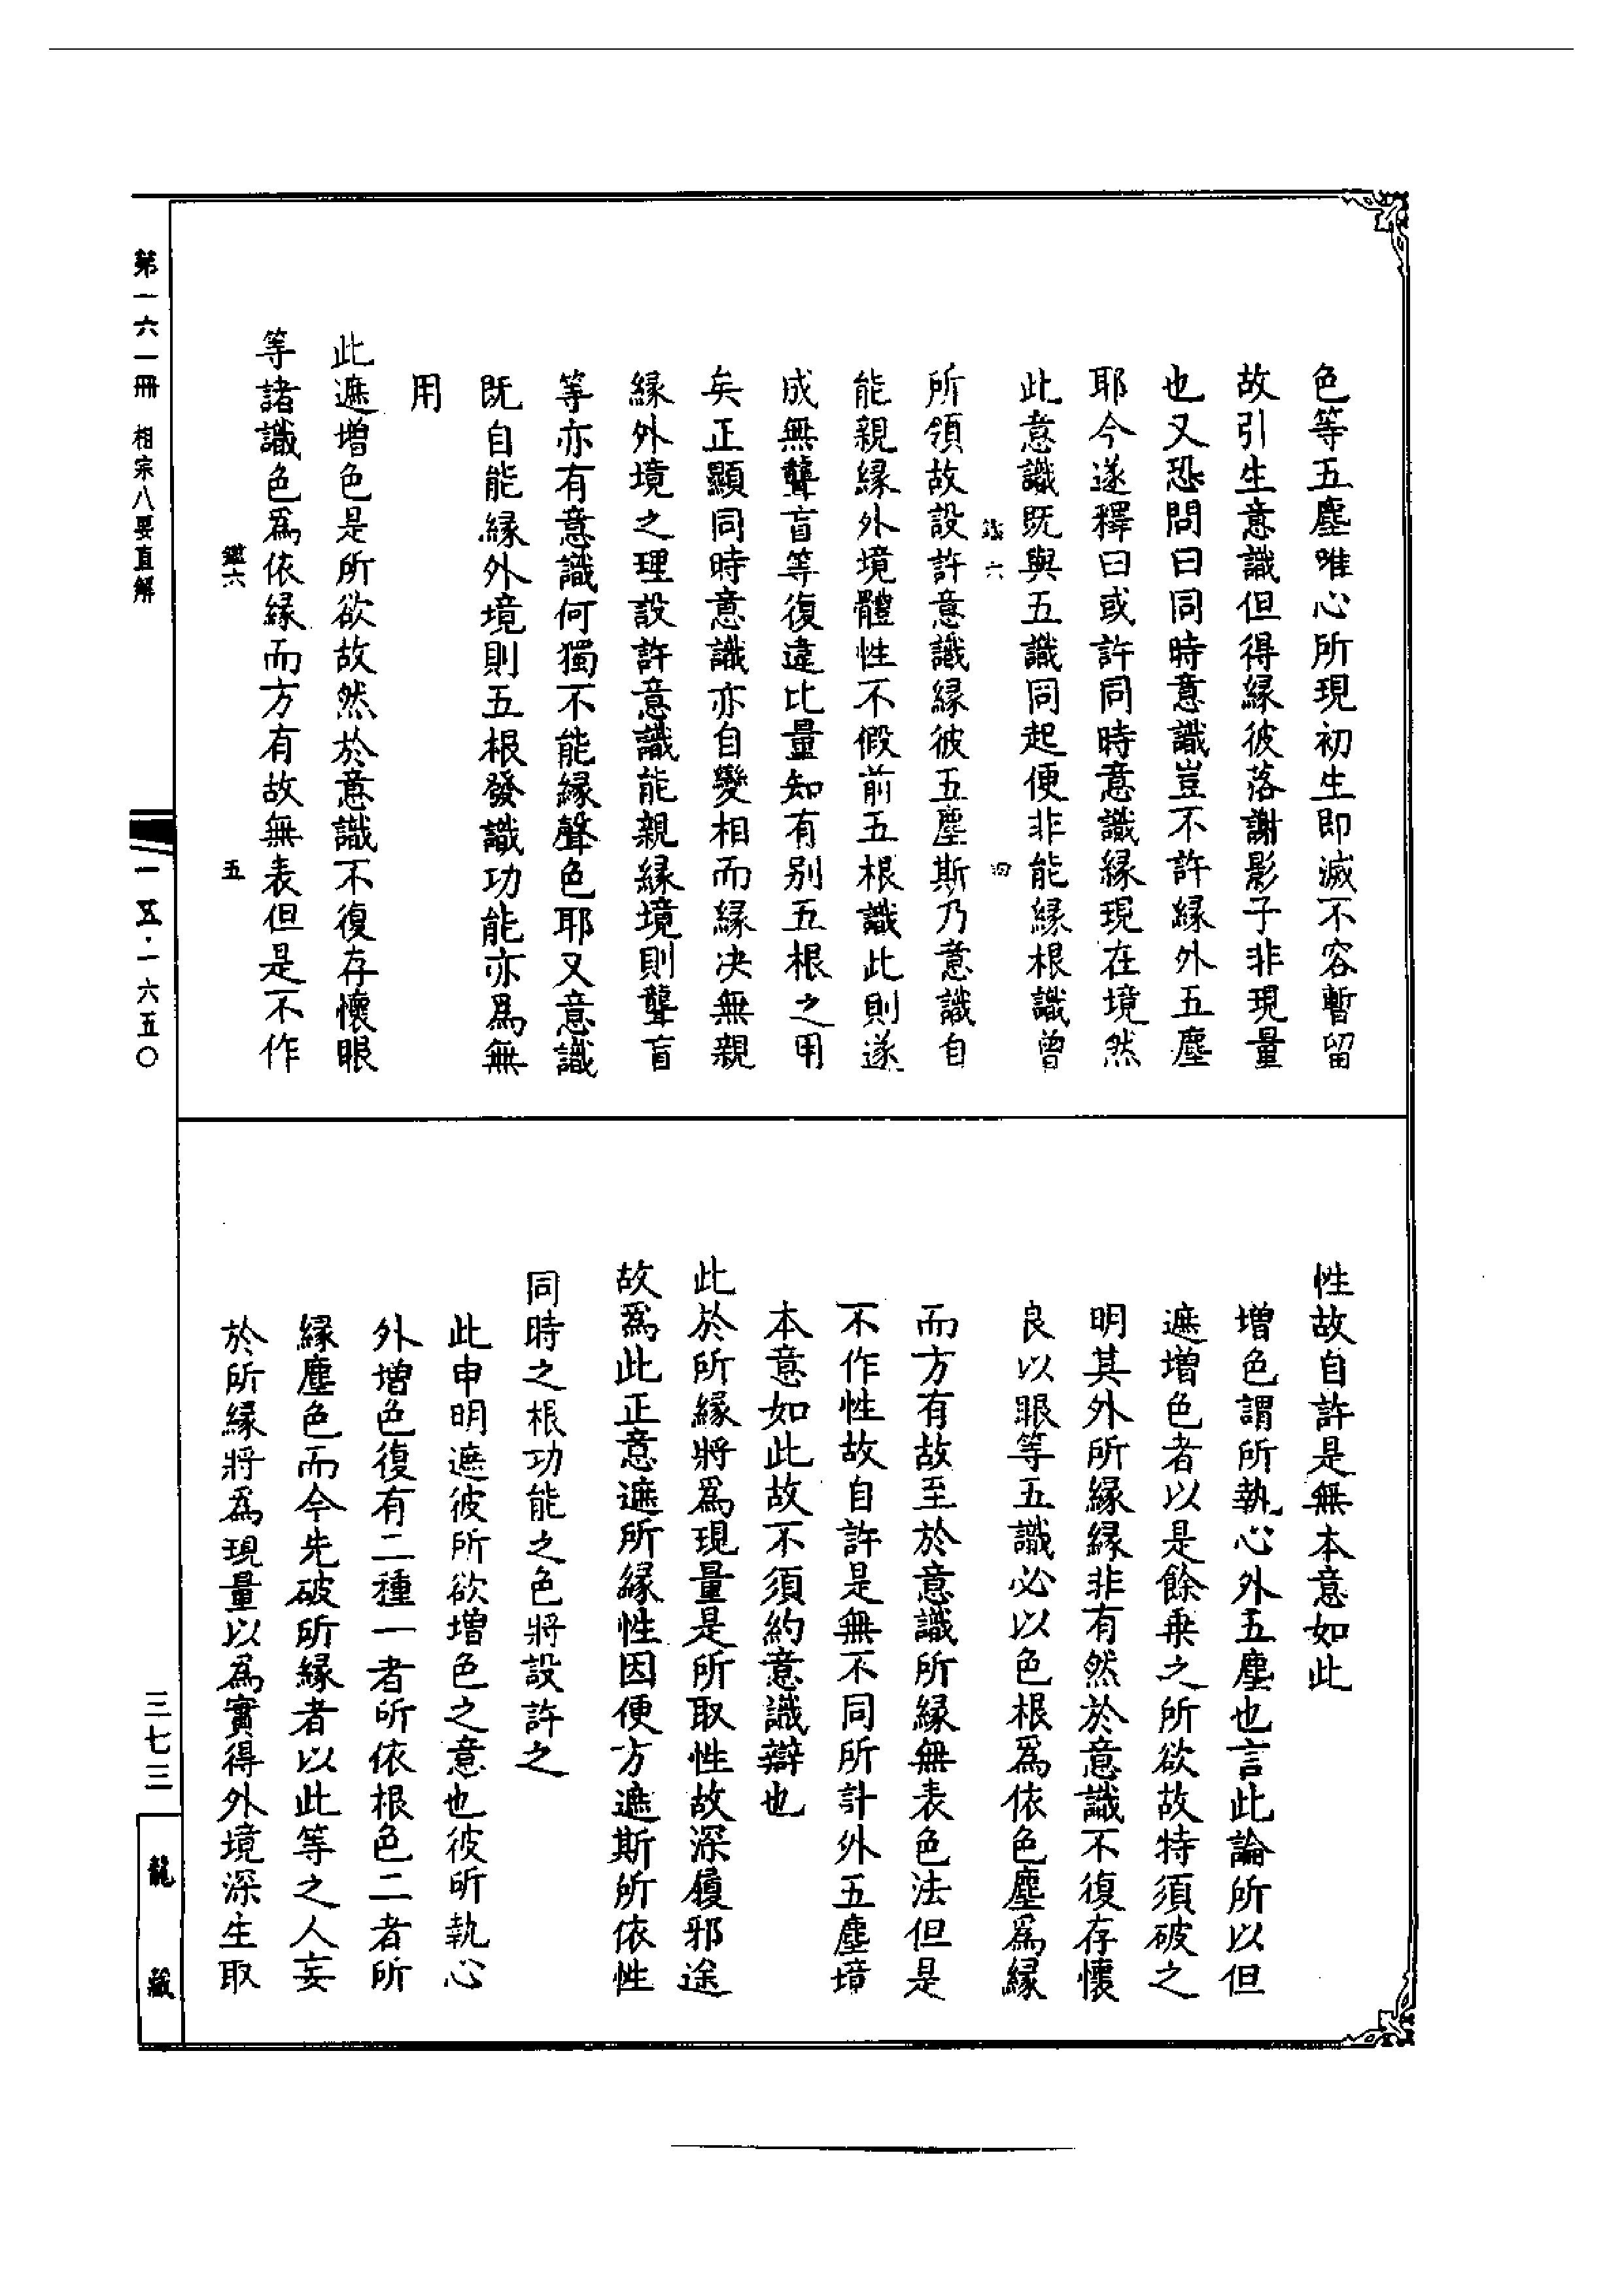 色等五塵唯心所現初生即滅不容暫留
故引生意識但得緣彼落謝影子非現量
也又恐問曰同時意識豈不許緣外五塵
耶今遂釋曰或許同時意識緣現在境然
此意識既與五識同起便非能緣根識曾
所領故設許意識緣彼五塵斯乃意識自
能親緣外境體性不假前五根識此則遂
成無聾盲等復違比量知有別五根之用
矣正顯同時意識亦自變相而緣決無親
緣外境之理設許意識能親緣境則聾盲
等亦有意識何獨不能緣聲色耶又意識
既自能緣外境則五根發識功能亦為無
用
此遮增色是所欲故然於意識不復存懷眼
等諸識色為依緣而方有故無表但是不作
鐵六
五
性故自許是無本意如此
增色謂所執心外五塵也言此論所以但
遮增色者以是餘乗之所欲故特須破之
明其外所緣緣非有然於意識不復存懷
良以眼等五識必以色根為依色塵為緣
而方有故至於意識所緣無表色法但是
不作性故自許是無不同所計外五塵境
本意如此故不須約意識辯也
此於所緣將為現量是所取性故深履邪途
故為此正意遮所緣性因便方遮斯所依性
同時之根功能之色將設許之
此申明遮彼所欲增色之意也彼所執心
外增色復有二種一者所依根色二者所
緣塵色而今先破所緣者以此等之人妄
於所緣將為現量以為實得外境深生取
第一六一冊 相宗八要直解
一一五·一六五〇
三七三
龍藏